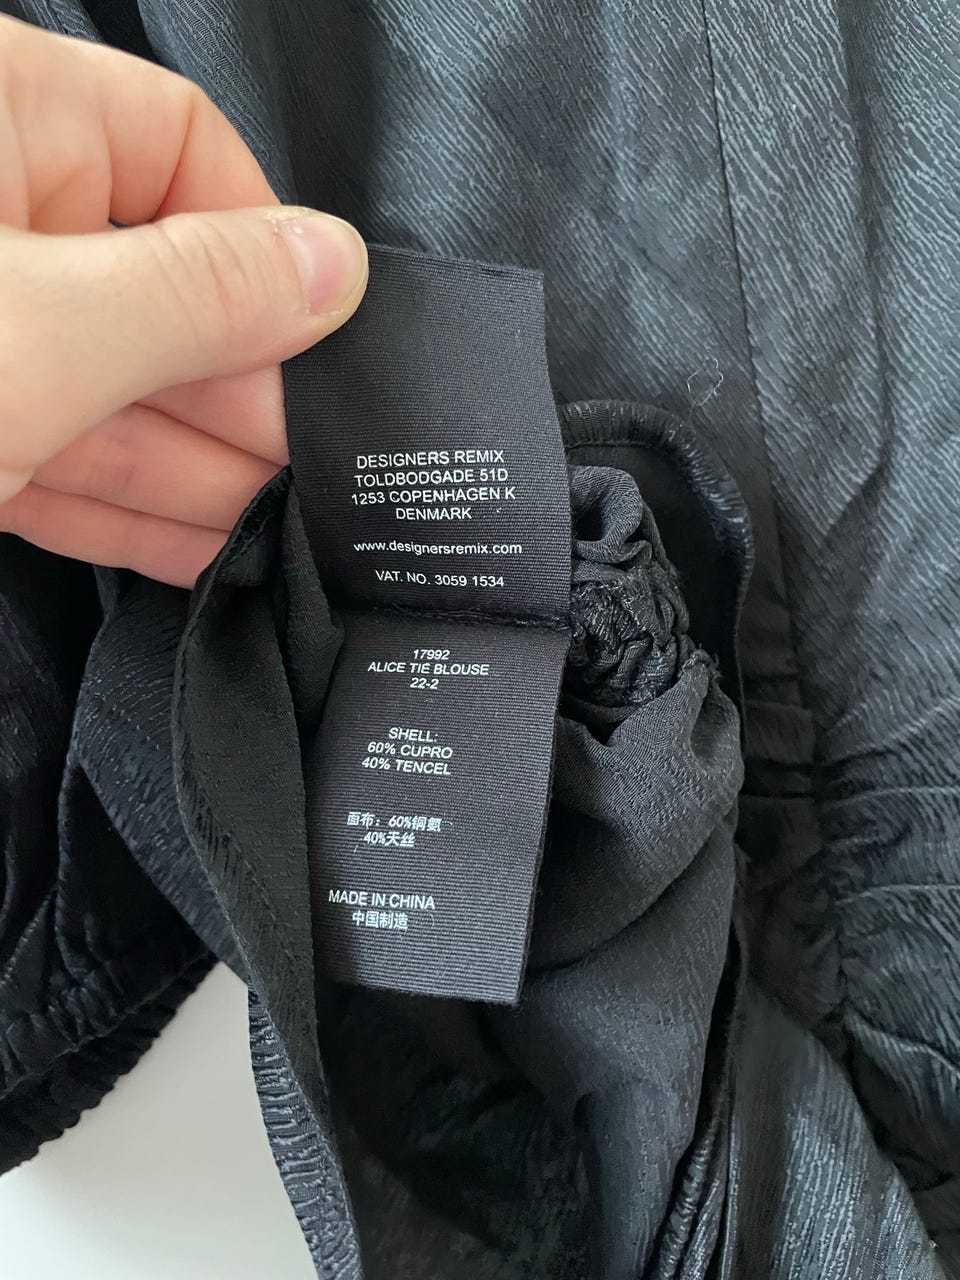 DESIGNERS REMIX
TOLDBODGADE 51D
1253 COPENHAGEN K
DENMARK
www.designersremix.com
VAT. NO. 3059 1534
17992
ALICE TIE BLOUSE
22-2
SHELL:
60% CUPRO
40% TENCEL
面布：60%铜氨
40%天丝
MADE IN CHINA
中国制造